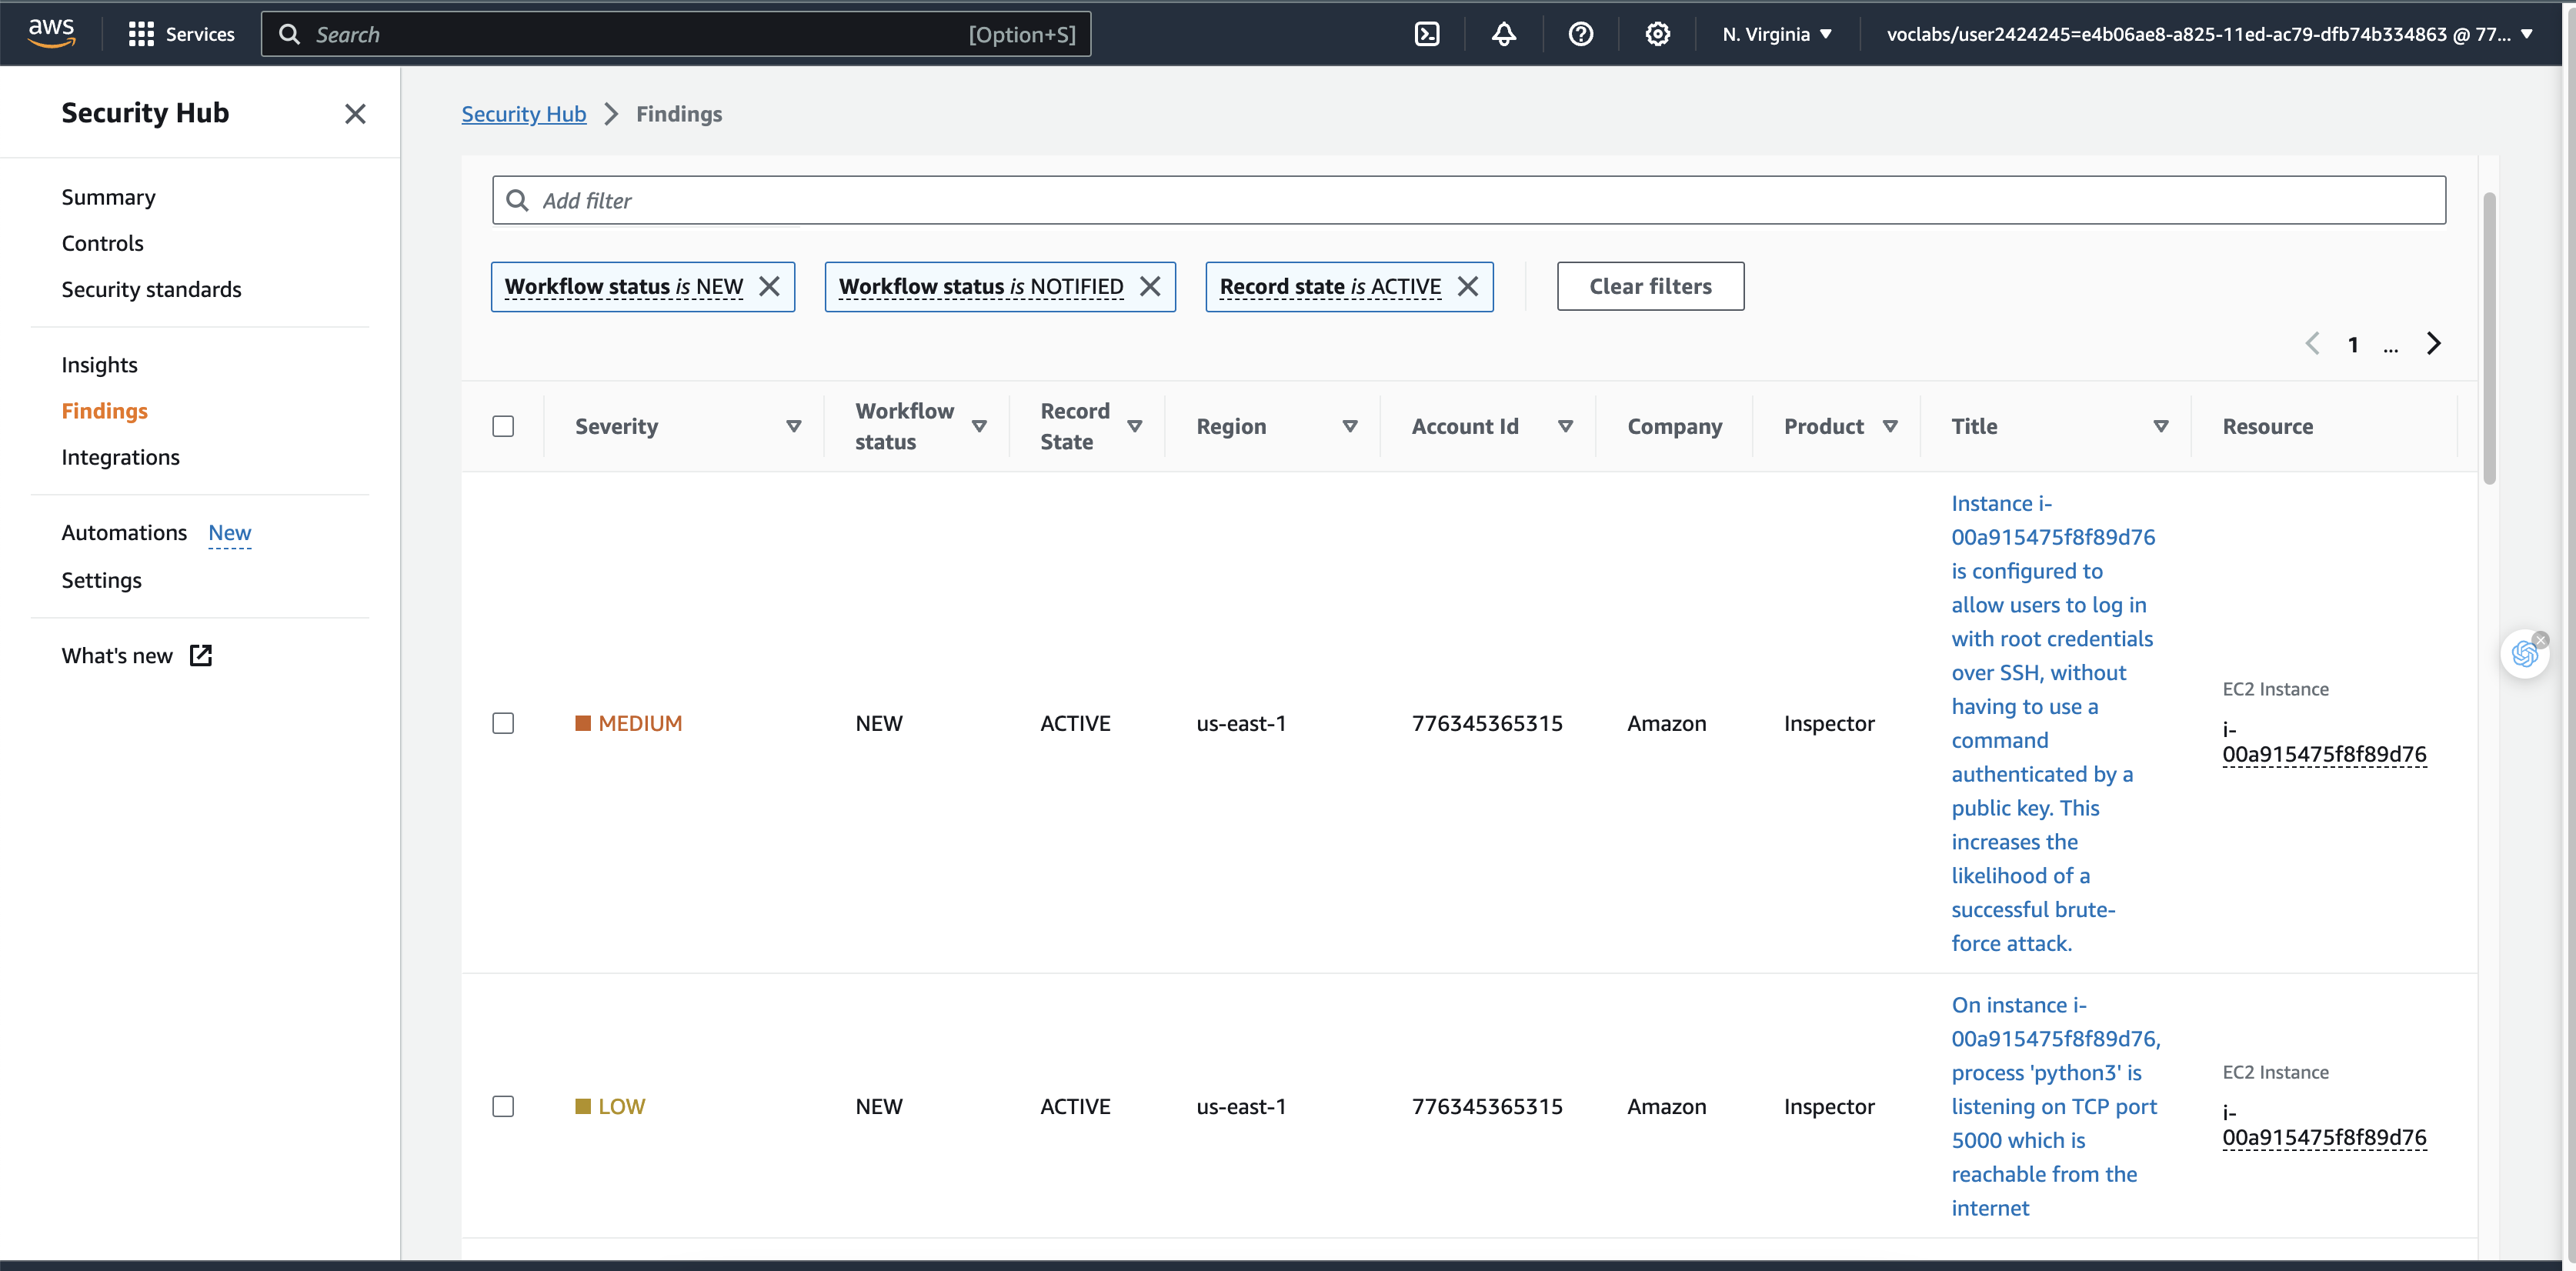 aws Services Search [Option+S] N. Virginia voclabs/user2424245=e4b06ae8-a825-11ed-ac79-dfb74b334863 @ 77...
Security Hub
Summary
Controls
Security standards
Insights
Findings
Integrations
Automations New
Settings
What's new
Security Hub > Findings
Add filter
Workflow status is NEW Workflow status is NOTIFIED Record state is ACTIVE Clear filters
1 ...
Severity Workflow status Record State Region Account Id Company Product Title Resource
MEDIUM NEW ACTIVE us-east-1 776345365315 Amazon Inspector
Instance i-
00a915475f8f89d76
is configured to
allow users to log in
with root credentials
over SSH, without
having to use a
command
authenticated by a
public key. This
increases the
likelihood of a
successful brute-
force attack.
EC2 Instance
i-
00a915475f8f89d76
LOW NEW ACTIVE us-east-1 776345365315 Amazon Inspector
On instance i-
00a915475f8f89d76,
process 'python3' is
listening on TCP port
5000 which is
reachable from the
internet
EC2 Instance
i-
00a915475f8f89d76